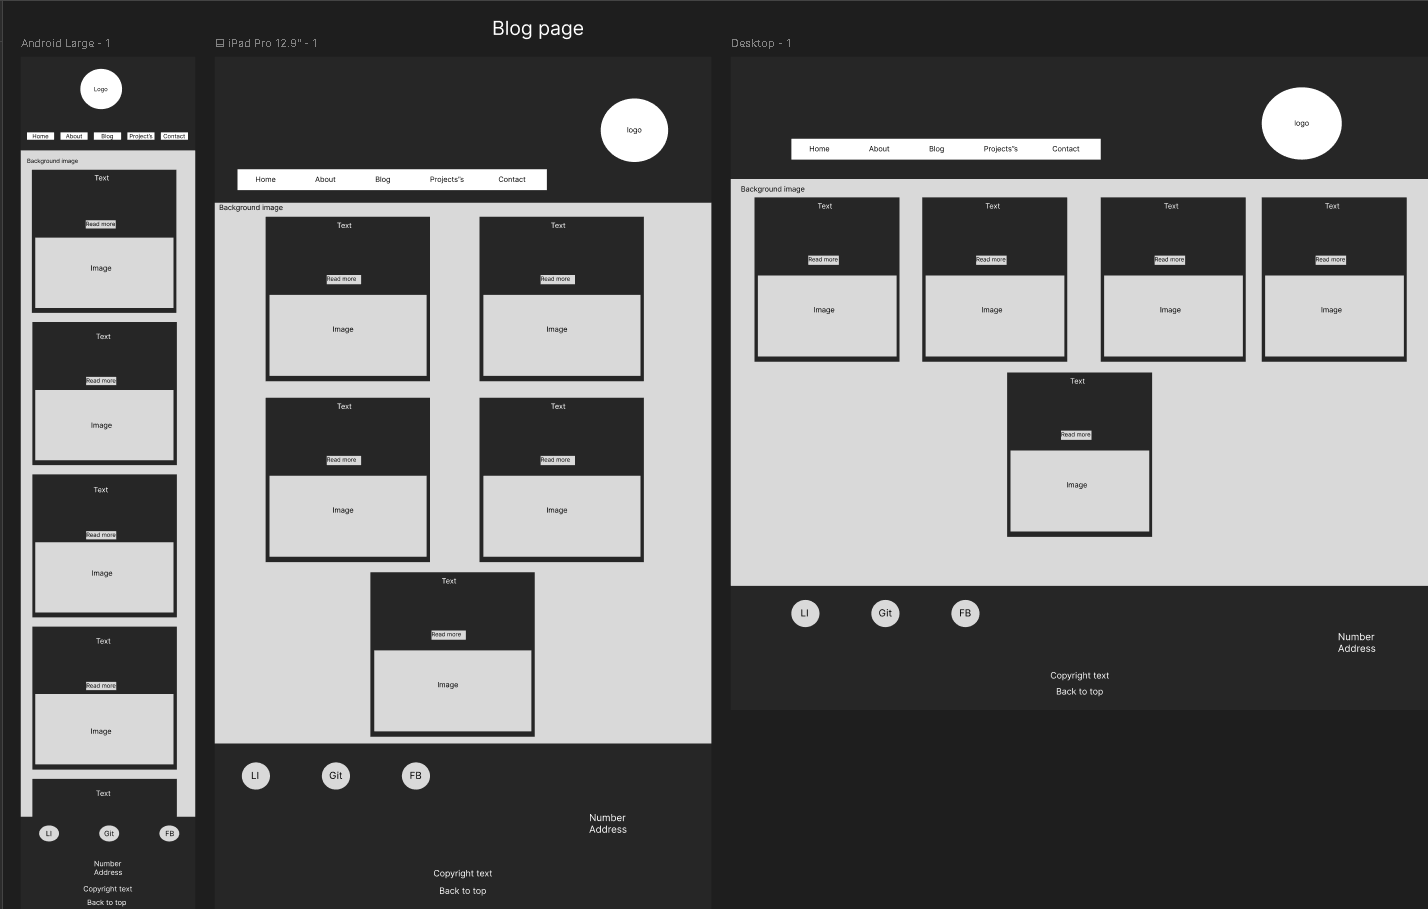 Blog page
Android Large - 1
Logo
Home About Blog Project's Contact
Background image
Text
Read more
Image
Text
Read more
Image
Text
Read more
Image
Text
Read more
Image
Text
LI Git FB
Number
Address
Copyright text
Back to top
iPad Pro 12.9" - 1
logo
Home About Blog Projects"s Contact
Background image
Text Text
Read more Read more
Image Image
Text Text
Read more Read more
Image Image
Text
Read more
Image
LI Git FB
Number
Address
Copyright text
Back to top
Desktop - 1
logo
Home About Blog Projects"s Contact
Background image
Text Text Text Text
Read more Read more Read more Read more
Image Image Image Image
Text
Read more
Image
LI Git FB
Number
Address
Copyright text
Back to top